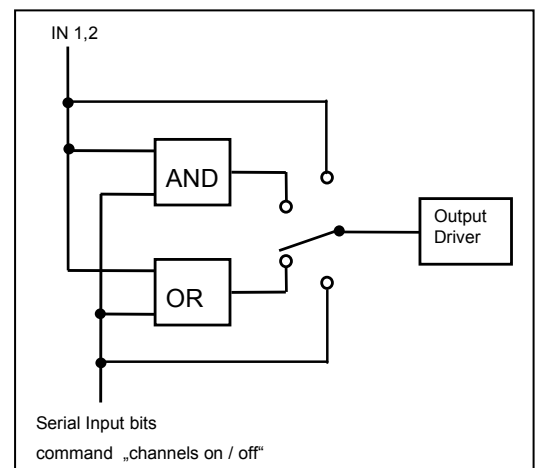 IN 1,2
AND
Output
Driver
OR
Serial Input bits
command „channels on / off“